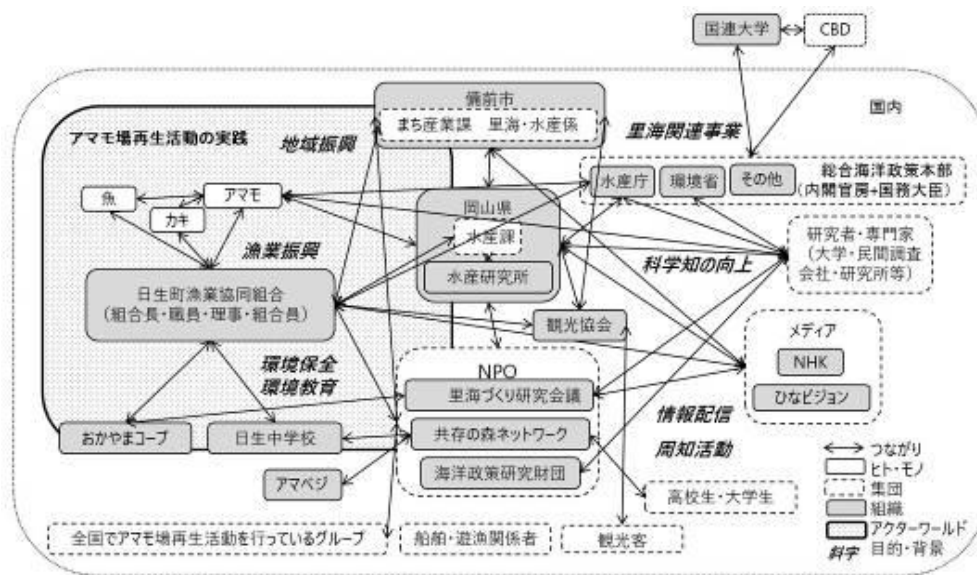 国連大学
CBD
国内
備前市
まち産業課 里海・水産係
アマモ場再生活動の実践
地域振興
里海関連事業
魚
アマモ
カキ
水産庁
環境省
その他
総合海洋政策本部
(内閣官房+国務大臣)
岡山県
水産課
水産研究所
漁業振興
科学知の向上
研究者・専門家
(大学・民間調査
会社・研究所等)
日生町漁業協同組合
(組合長・職員・理事・組合員)
観光協会
メディア
NHK
ひなビジョン
環境保全
環境教育
NPO
里海づくり研究会議
共存の森ネットワーク
海洋政策研究財団
情報配信
周知活動
おかやまコープ
日生中学校
アマベジ
高校生・大学生
全国でアマモ場再生活動を行っているグループ
船舶・遊漁関係者
観光客
つながり
ヒト・モノ
集団
組織
アクターワールド
斜字 目的・背景